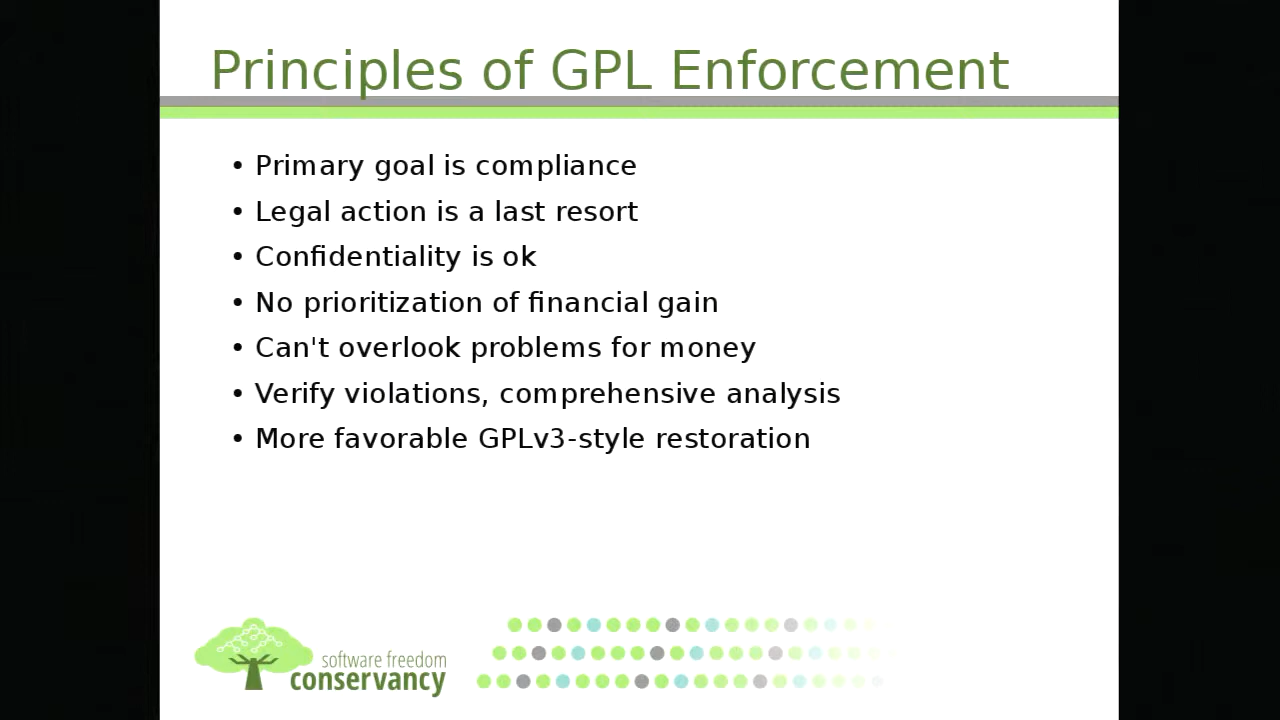 Principles of GPL Enforcement
• Primary goal is compliance
• Legal action is a last resort
• Confidentiality is ok
• No prioritization of financial gain
• Can't overlook problems for money
• Verify violations, comprehensive analysis
• More favorable GPLv3-style restoration
software freedom
conservancy